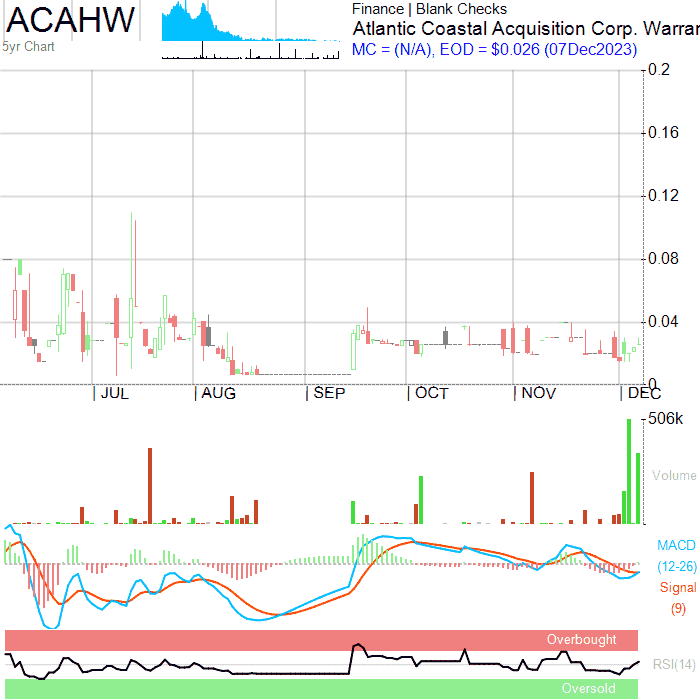 ACAHW
5yr Chart
Finance | Blank Checks
Atlantic Coastal Acquisition Corp. Warran
MC = (N/A), EOD = $0.026 (07Dec2023)
0.2
0.16
0.12
0.08
0.04
0
JUL AUG SEP OCT NOV DEC
506k
Volume
MACD
(12-26)
Signal
(9)
Overbought
RSI(14)
Oversold